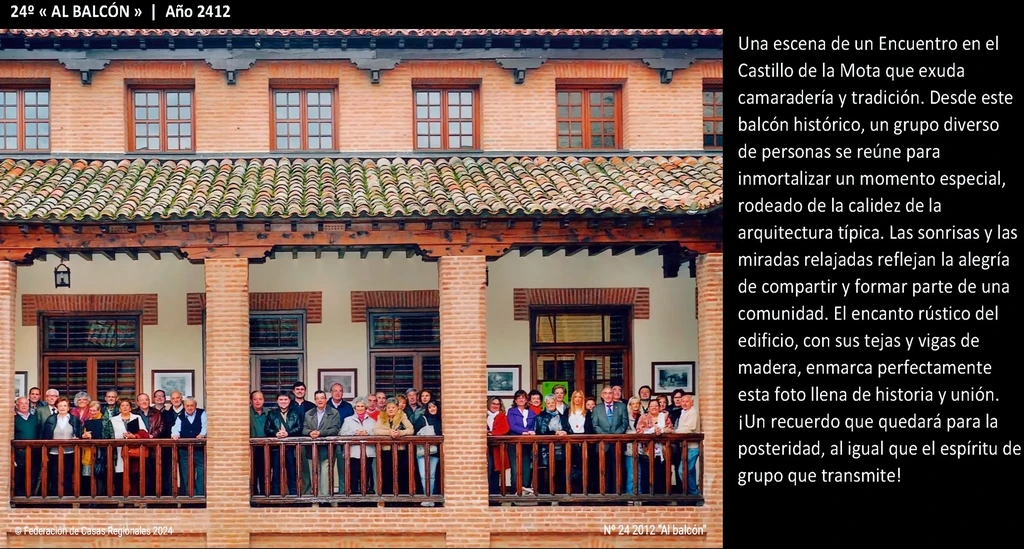 24º « AL BALCÓN » | Año 2412
Una escena de un Encuentro en el
Castillo de la Mota que exuda
camaradería y tradición. Desde este
balcón histórico, un grupo diverso
de personas se reúne para
inmortalizar un momento especial,
rodeado de la calidez de la
arquitectura típica. Las sonrisas y las
miradas relajadas reflejan la alegría
de compartir y formar parte de una
comunidad. El encanto rústico del
edificio, con sus tejas y vigas de
madera, enmarca perfectamente
esta foto llena de historia y unión.
¡Un recuerdo que quedará para la
posteridad, al igual que el espíritu de
grupo que transmite!
© Federación de Casas Regionales 2024
Nº 24 2012 "Al balcón"